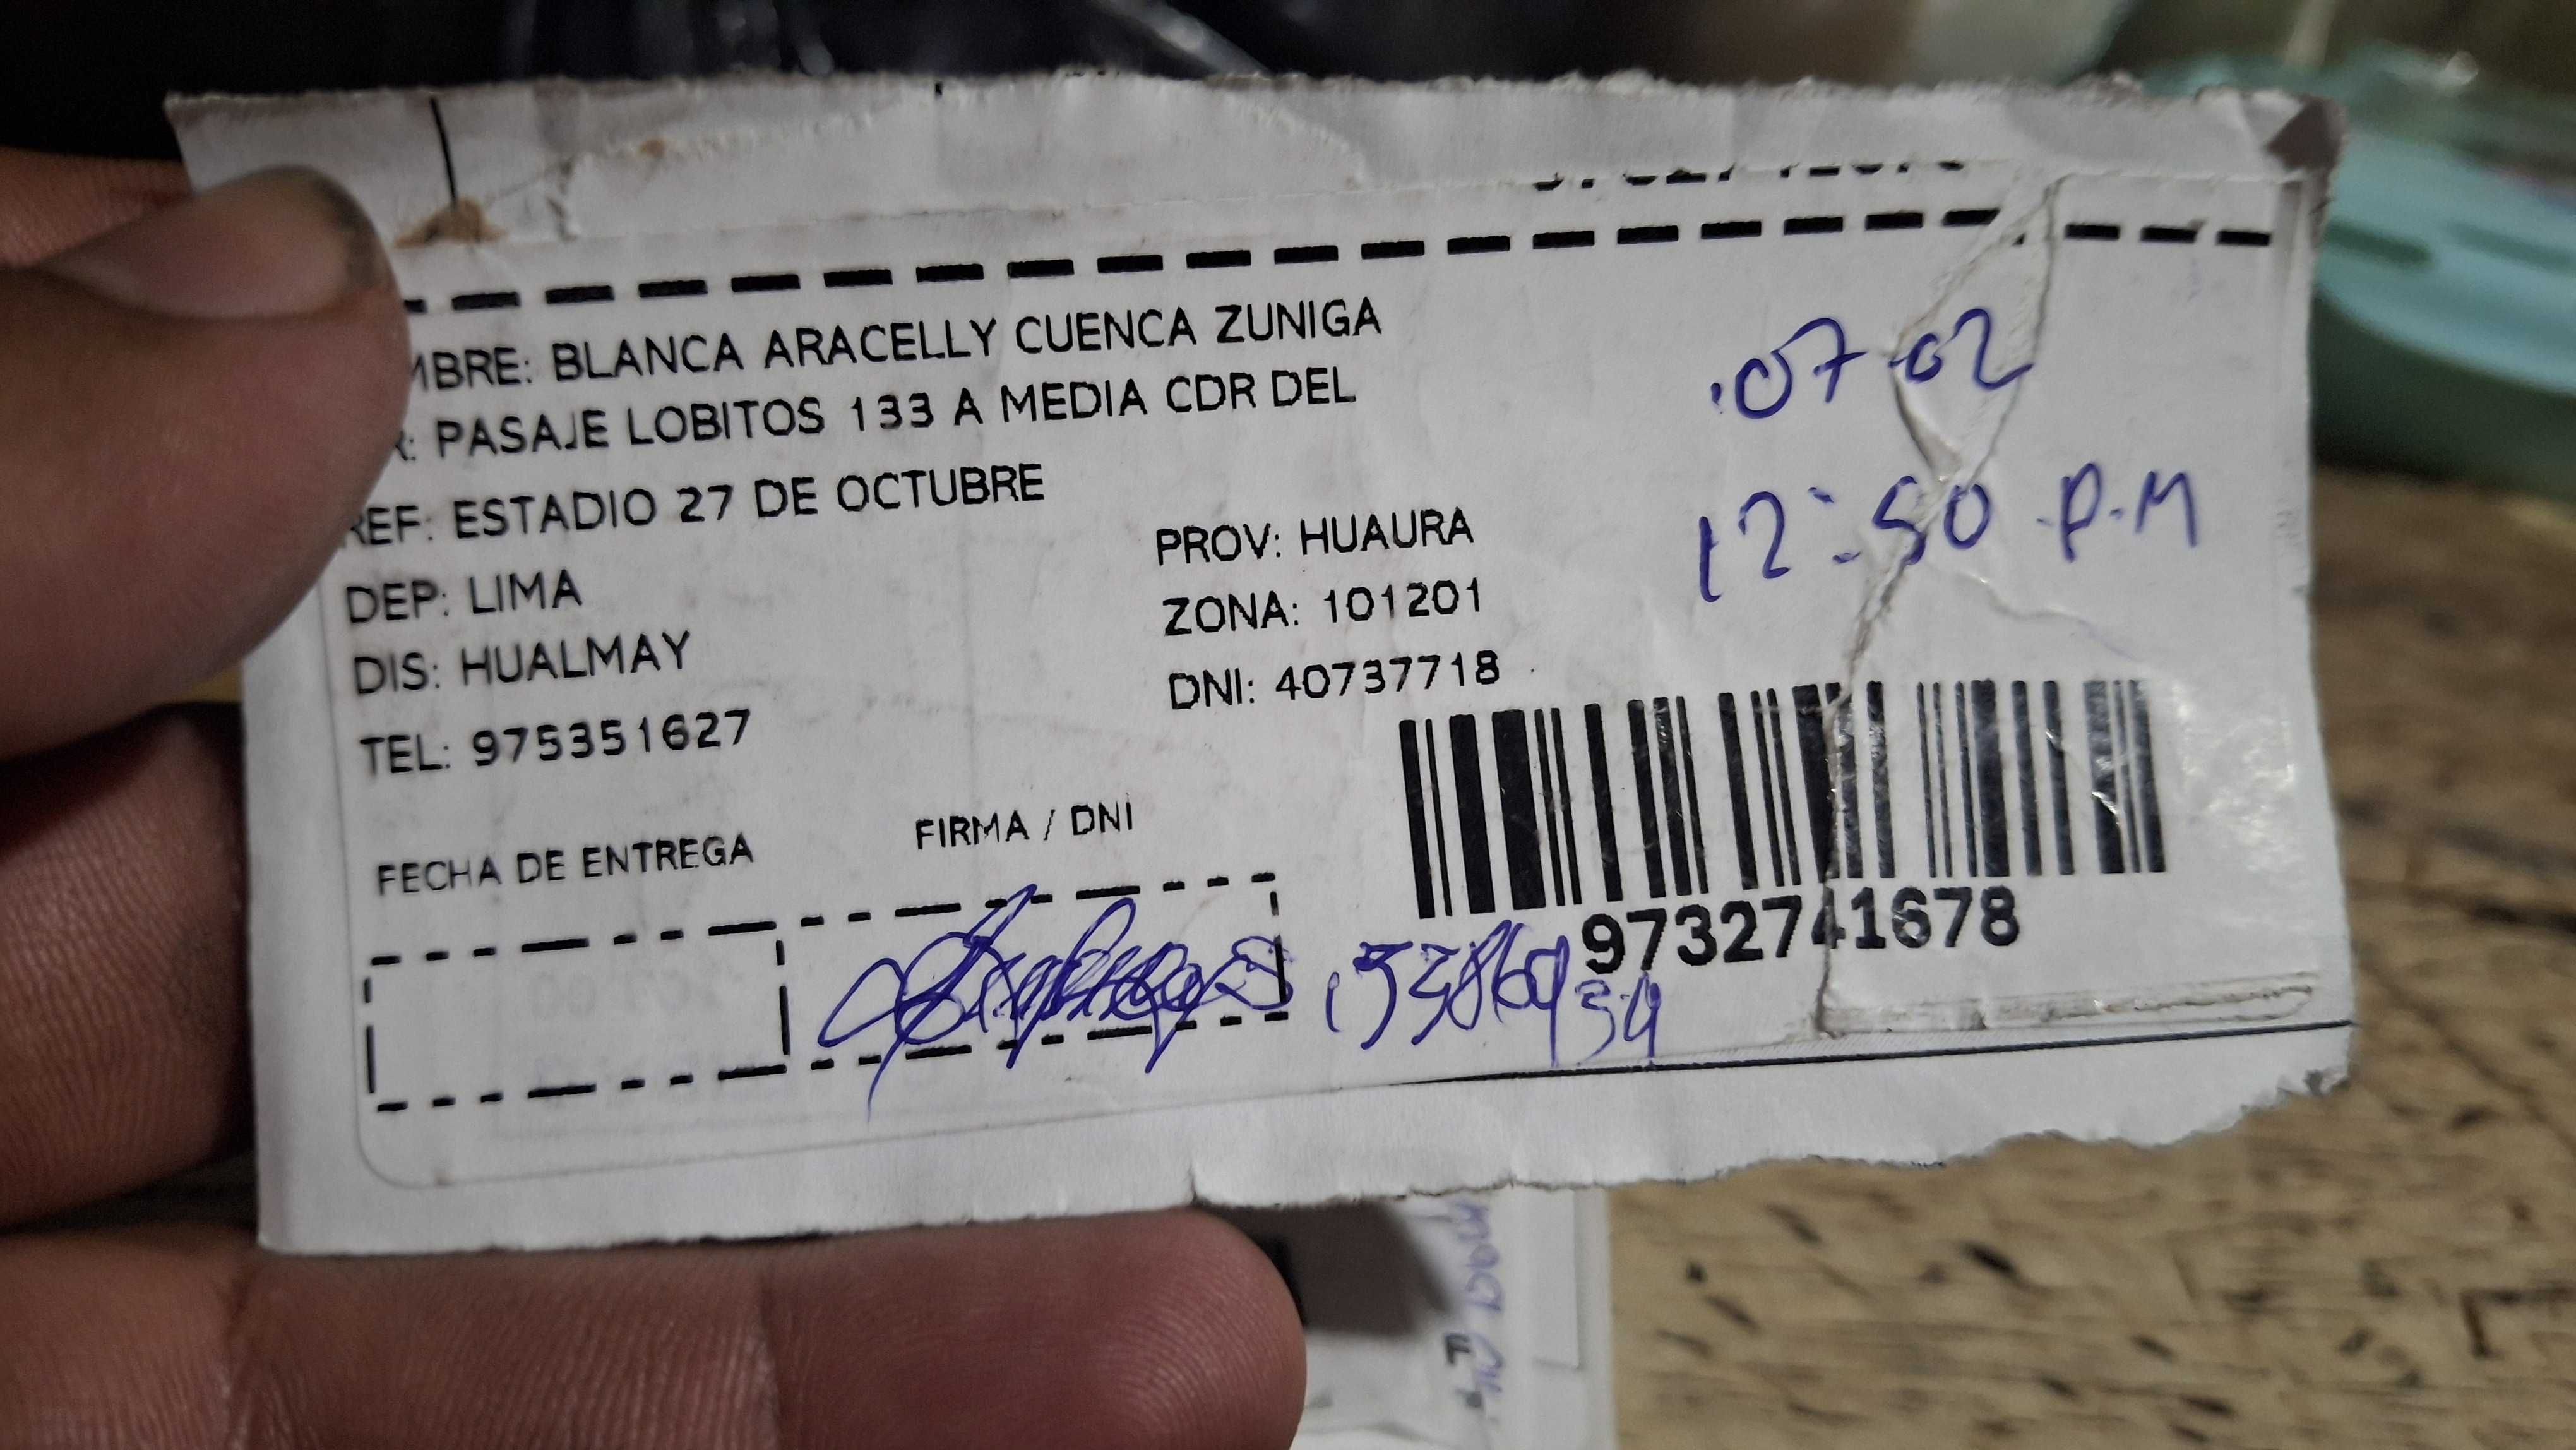 MBRE: BLANCA ARACELLY CUENCA ZUNIGA
R: PASAJE LOBITOS 133 A MEDIA CDR DEL
REF: ESTADIO 27 DE OCTUBRE
DEP: LIMA
PROV: HUAURA
DIS: HUALMAY
ZONA: 101201
TEL: 975351627
DNI: 40737718
07-02
12:50 P.M
FECHA DE ENTREGA
FIRMA / DNI
9732741678